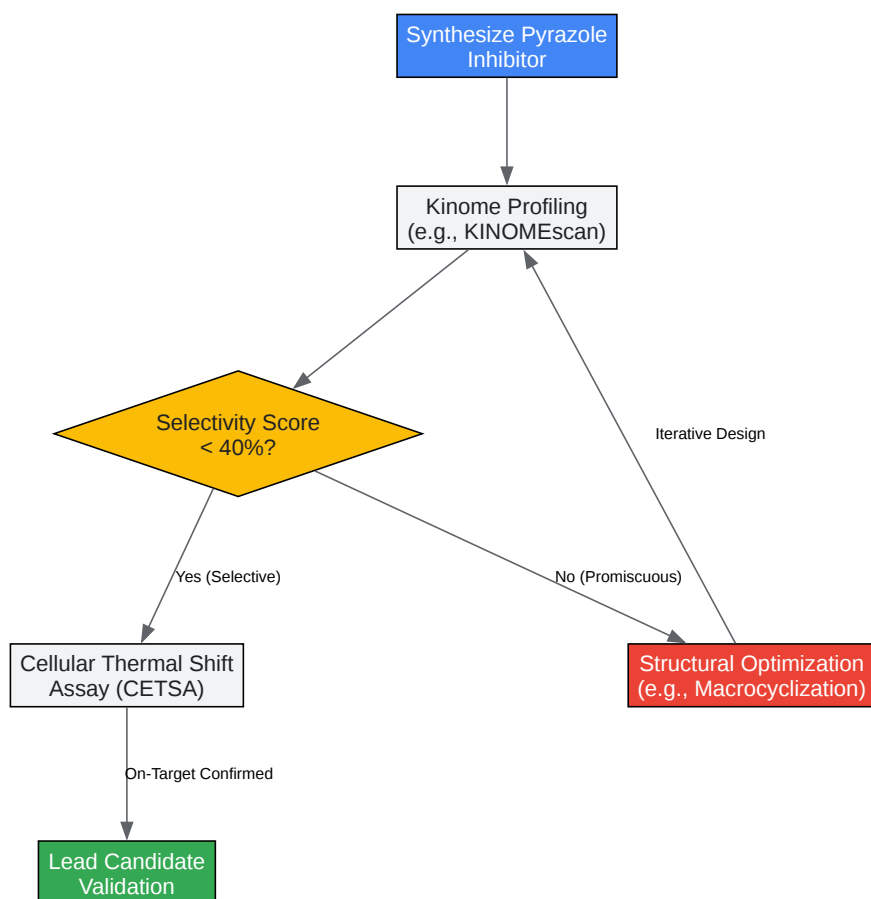 Synthesize Pyrazole
Inhibitor
Kinome Profiling
(e.g., KINOMEscan)
Selectivity Score
< 40%?
Iterative Design
Yes (Selective)
No (Promiscuous)
Cellular Thermal Shift
Assay (CETSA)
Structural Optimization
(e.g., Macrocyclization)
On-Target Confirmed
Lead Candidate
Validation